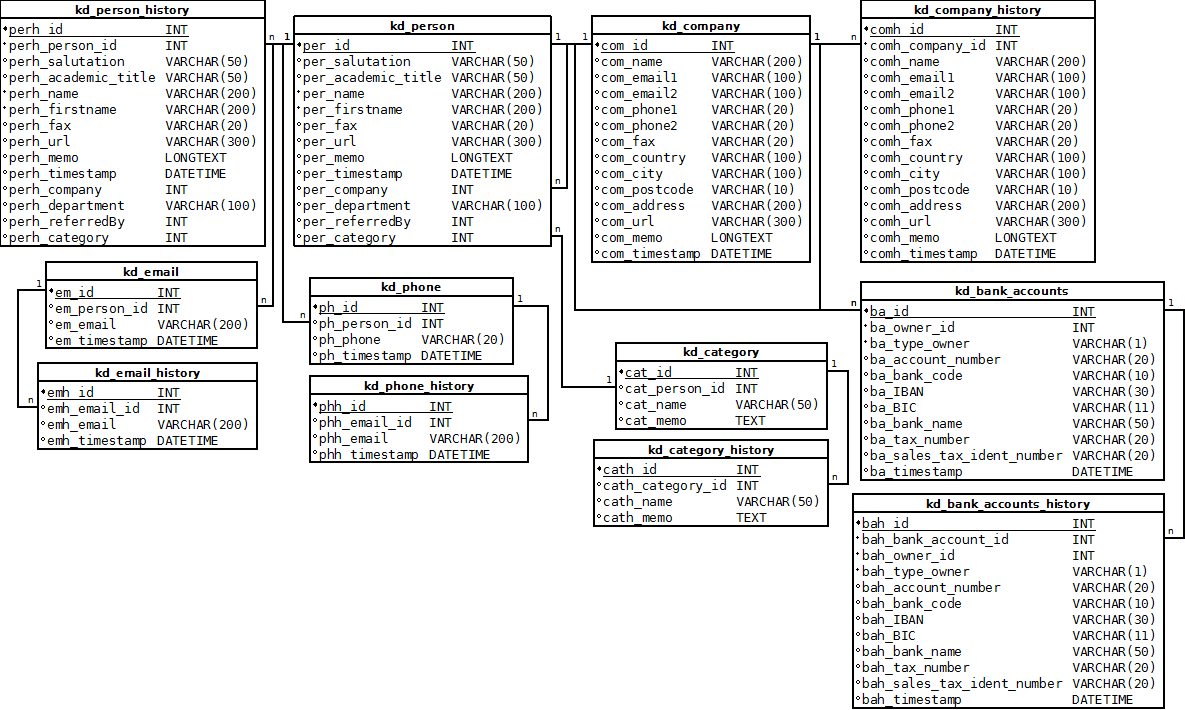 kd_person_history
perh_id INT
perh_person_id INT
perh_salutation VARCHAR(50)
perh_academic_title VARCHAR(50)
perh_name VARCHAR(200)
perh_firstname VARCHAR(200)
perh_fax VARCHAR(20)
perh_url VARCHAR(300)
perh_memo LONGTEXT
perh_timestamp DATETIME
perh_company INT
perh_department VARCHAR(100)
perh_referredBy INT
perh_category INT
n 1
kd_person
per_id INT
per_salutation VARCHAR(50)
per_academic_title VARCHAR(50)
per_name VARCHAR(200)
per_firstname VARCHAR(200)
per_fax VARCHAR(20)
per_url VARCHAR(300)
per_memo LONGTEXT
per_timestamp DATETIME
per_company INT
per_department VARCHAR(100)
per_referredBy INT
per_category INT
1 1
n
n
kd_company
com_id INT
com_name VARCHAR(200)
com_email1 VARCHAR(100)
com_email2 VARCHAR(100)
com_phone1 VARCHAR(20)
com_phone2 VARCHAR(20)
com_fax VARCHAR(20)
com_country VARCHAR(100)
com_city VARCHAR(100)
com_postcode VARCHAR(10)
com_address VARCHAR(200)
com_url VARCHAR(300)
com_memo LONGTEXT
com_timestamp DATETIME
1 n
kd_company_history
comh_id INT
comh_company_id INT
comh_name VARCHAR(200)
comh_email1 VARCHAR(100)
comh_email2 VARCHAR(100)
comh_phone1 VARCHAR(20)
comh_phone2 VARCHAR(20)
comh_fax VARCHAR(20)
comh_country VARCHAR(100)
comh_city VARCHAR(100)
comh_postcode VARCHAR(10)
comh_address VARCHAR(200)
comh_url VARCHAR(300)
comh_memo LONGTEXT
comh_timestamp DATETIME
1
kd_email
em_id INT
em_person_id INT
em_email VARCHAR(200)
em_timestamp DATETIME
n
n
kd_email_history
emh_id INT
emh_email_id INT
emh_email VARCHAR(200)
emh_timestamp DATETIME
n
kd_phone
ph_id INT
ph_person_id INT
ph_phone VARCHAR(20)
ph_timestamp DATETIME
1
kd_phone_history
phh_id INT
phh_email_id INT
phh_email VARCHAR(200)
phh_timestamp DATETIME
n
1
kd_category
cat_id INT
cat_person_id INT
cat_name VARCHAR(50)
cat_memo TEXT
1
kd_category_history
cath_id INT
cath_category_id INT
cath_name VARCHAR(50)
cath_memo TEXT
n
n
kd_bank_accounts
ba_id INT
ba_owner_id INT
ba_type_owner VARCHAR(1)
ba_account_number VARCHAR(20)
ba_bank_code VARCHAR(10)
ba_IBAN VARCHAR(30)
ba_BIC VARCHAR(11)
ba_bank_name VARCHAR(50)
ba_tax_number VARCHAR(20)
ba_sales_tax_ident_number VARCHAR(20)
ba_timestamp DATETIME
1
kd_bank_accounts_history
bah_id INT
bah_bank_account_id INT
bah_owner_id INT
bah_type_owner VARCHAR(1)
bah_account_number VARCHAR(20)
bah_bank_code VARCHAR(10)
bah_IBAN VARCHAR(30)
bah_BIC VARCHAR(11)
bah_bank_name VARCHAR(50)
bah_tax_number VARCHAR(20)
bah_sales_tax_ident_number VARCHAR(20)
bah_timestamp DATETIME
n